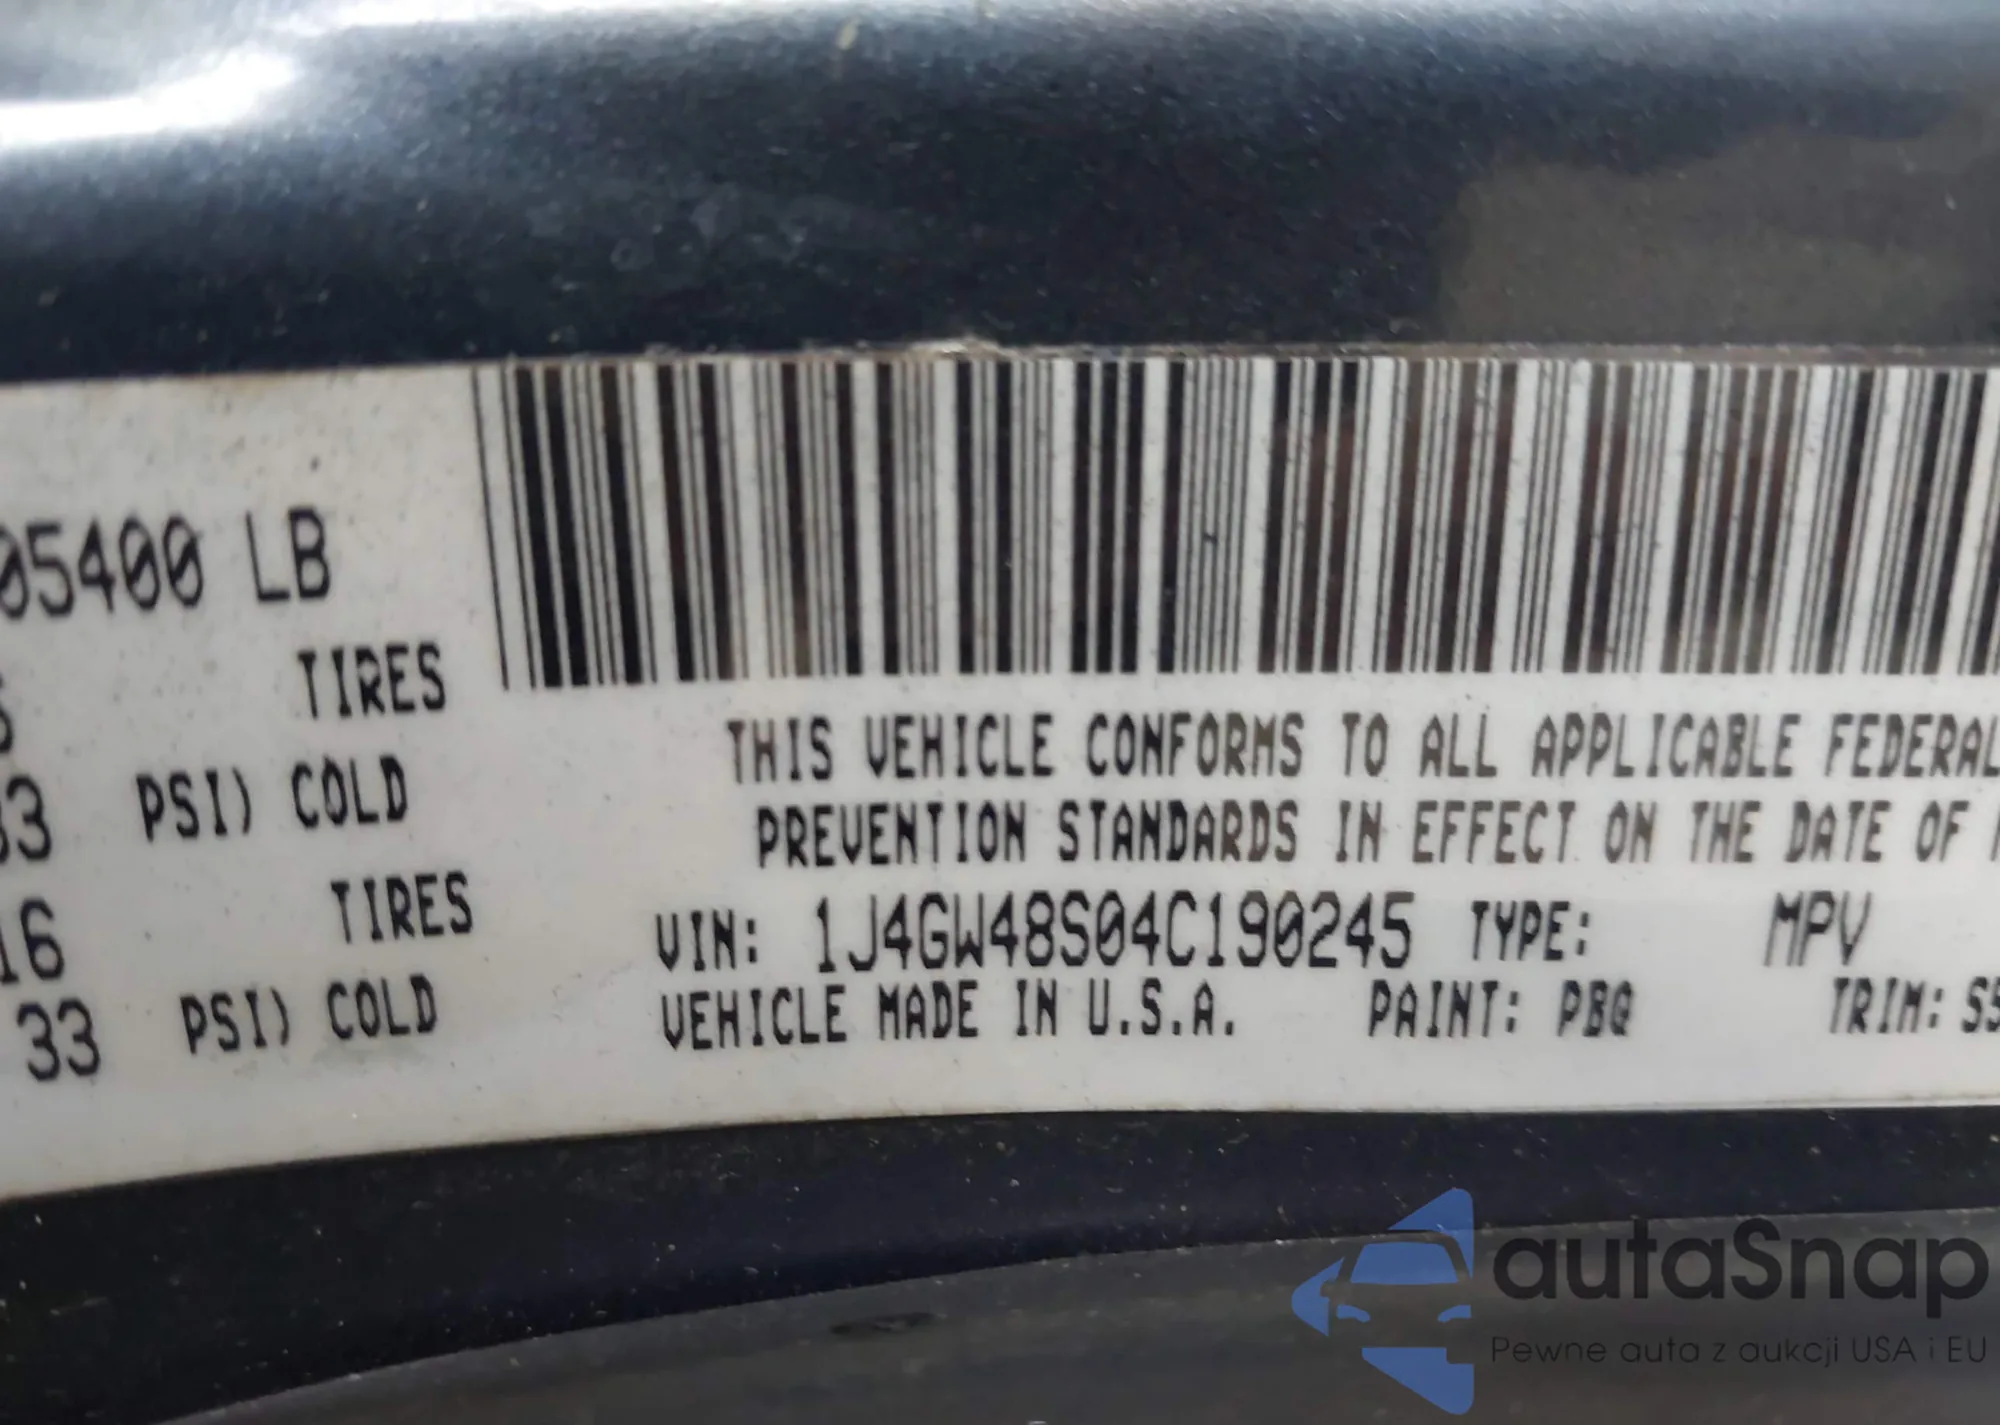 05400 LB
TIRES
33 PSI) COLD
16 TIRES
33 PSI) COLD
THIS VEHICLE CONFORMS TO ALL APPLICABLE FEDERAL
PREVENTION STANDARDS IN EFFECT ON THE DATE OF
VIN: 1J4GW48S04C190245 TYPE: MPV
VEHICLE MADE IN U.S.A. PAINT: PBQ TRIM: S5
autaSnap
Pewne auta z aukcji USA i EU